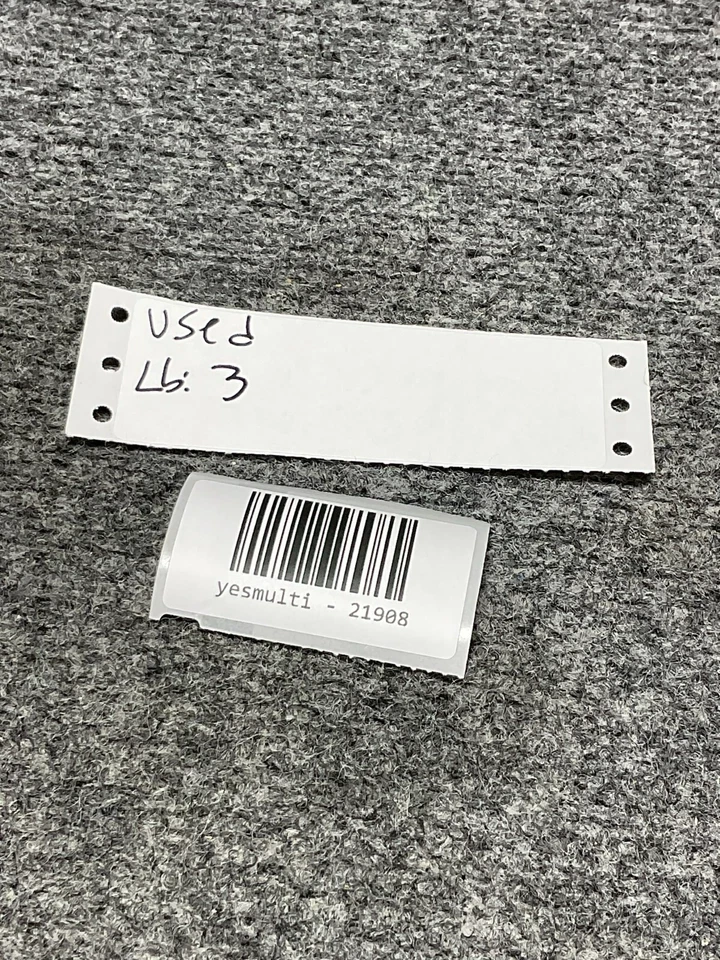 Used
Lb: 3
yesmulti - 21908